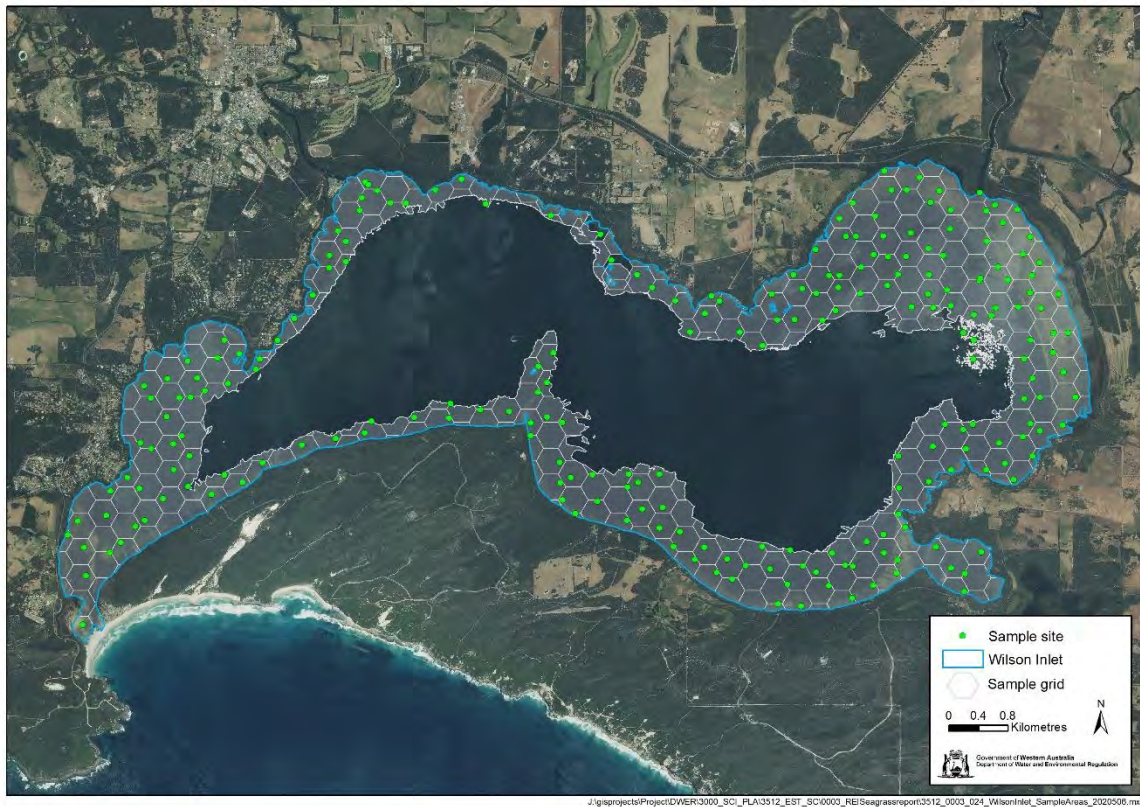 Sample site
Wilson Inlet
Sample grid
N
0 0.4 0.8
Kilometres
Government of Western Australia
Department of Water and Environmental Regulation
J:\gisprojects\Project\DWER\3000_SCI_PLA\3512_EST_SC\0003_REISeagrassreport\3512_0003_024_WilsonInlet_SampleAreas_20200508.mx